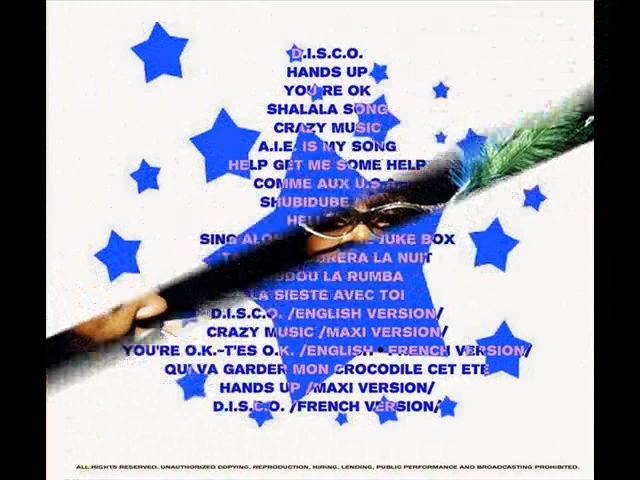 D.I.S.C.O.
HANDS UP
YOU'RE OK
SHALALA SONG
CRAZY MUSIC
A.I.E. IS MY SONG
HELP GET ME SOME HELP
COMME AUX U.S.A.
SHUBIDUBE
HELL
SING ALON JUKE BOX
RERA LA NUIT
LA RUMBA
LA SIESTE AVEC TOI
D.I.S.C.O. /ENGLISH VERSION/
CRAZY MUSIC /MAXI VERSION/
YOU'RE O.K.-T'ES O.K. /ENGLISH • FRENCH VERSION/
QUI VA GARDER MON CROCODILE CET ETE
HANDS UP /MAXI VERSION/
D.I.S.C.O. /FRENCH VERSION/
ALL RIGHTS RESERVED. UNAUTHORIZED COPYING, REPRODUCTION, HIRING, LENDING, PUBLIC PERFORMANCE AND BROADCASTING PROHIBITED.